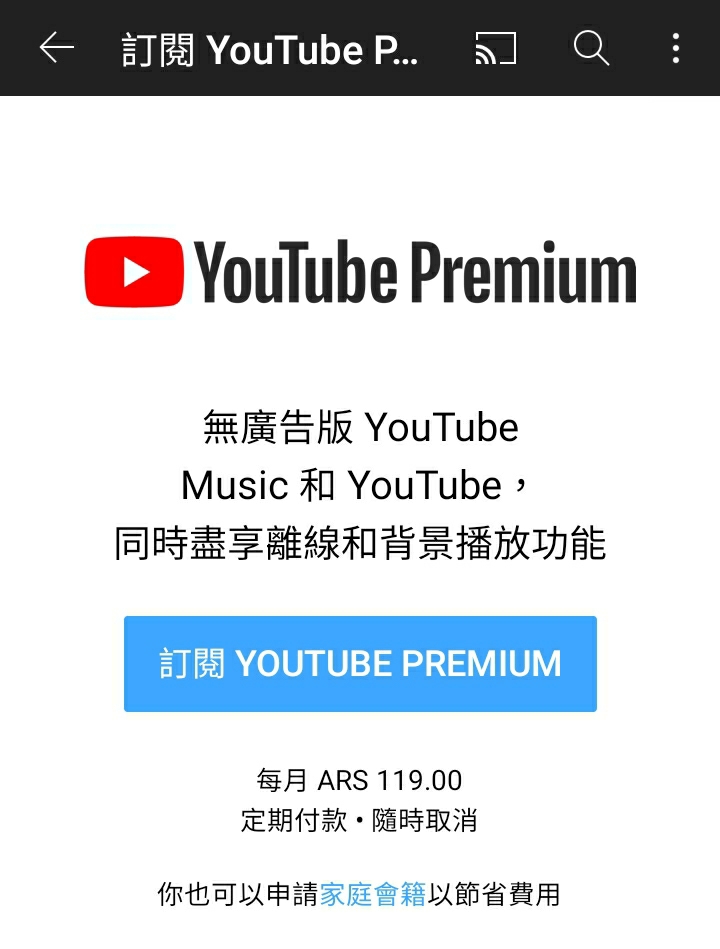 訂閱 YouTube P...
YouTube Premium
無廣告版 YouTube
Music 和 YouTube，
同時盡享離線和背景播放功能
訂閱 YOUTUBE PREMIUM
每月 ARS 119.00
定期付款 • 隨時取消
你也可以申請家庭會籍以節省費用